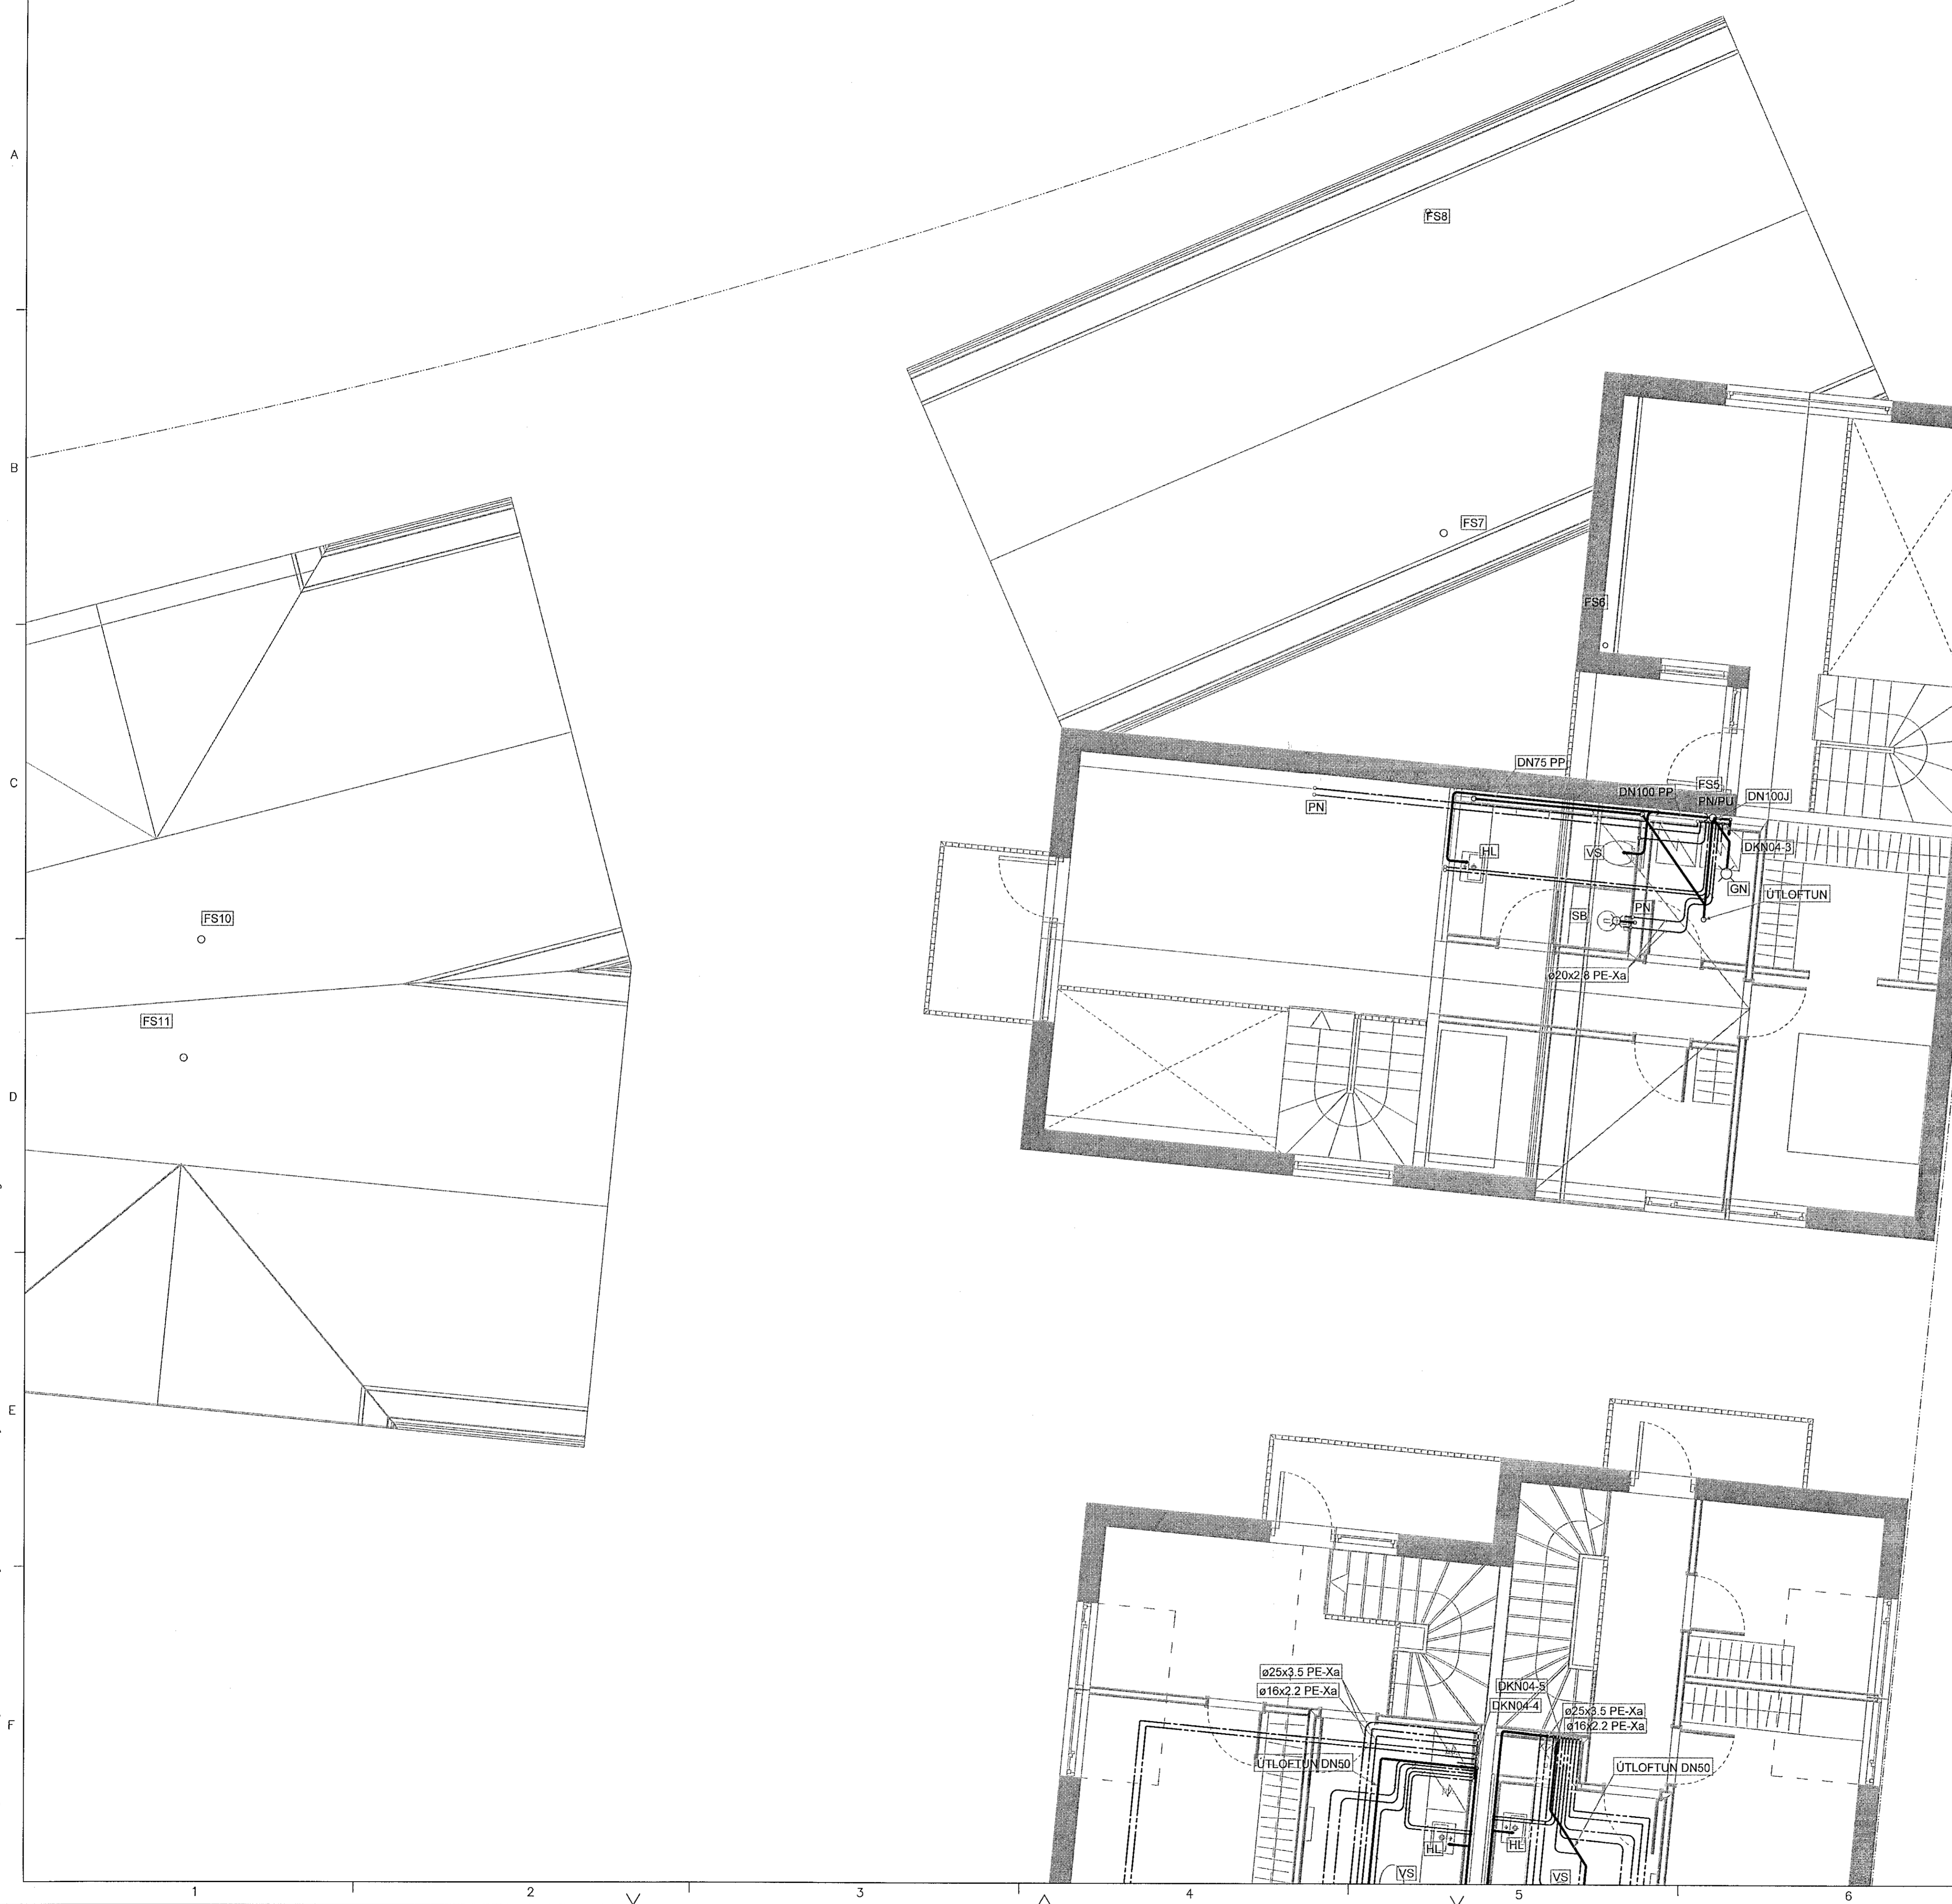 A
FS8
B
FS7
FS6
C
DN75 PP
FS5
DN100 PP
PN/PU
DN100J
PN
HL
VS
DKN04-3
GN
ÚTLOFTUN
SB
PN
FS10
ø20x2.8 PE-Xa
FS11
D
E
ø25x3.5 PE-Xa
ø16x2.2 PE-Xa
DKN04-5
DKN04-4
ø25x3.5 PE-Xa
ø16x2.2 PE-Xa
F
ÚTLOFTUN DN50
ÚTLOFTUN DN50
HL
HL
VS
VS
1
2
3
4
5
6